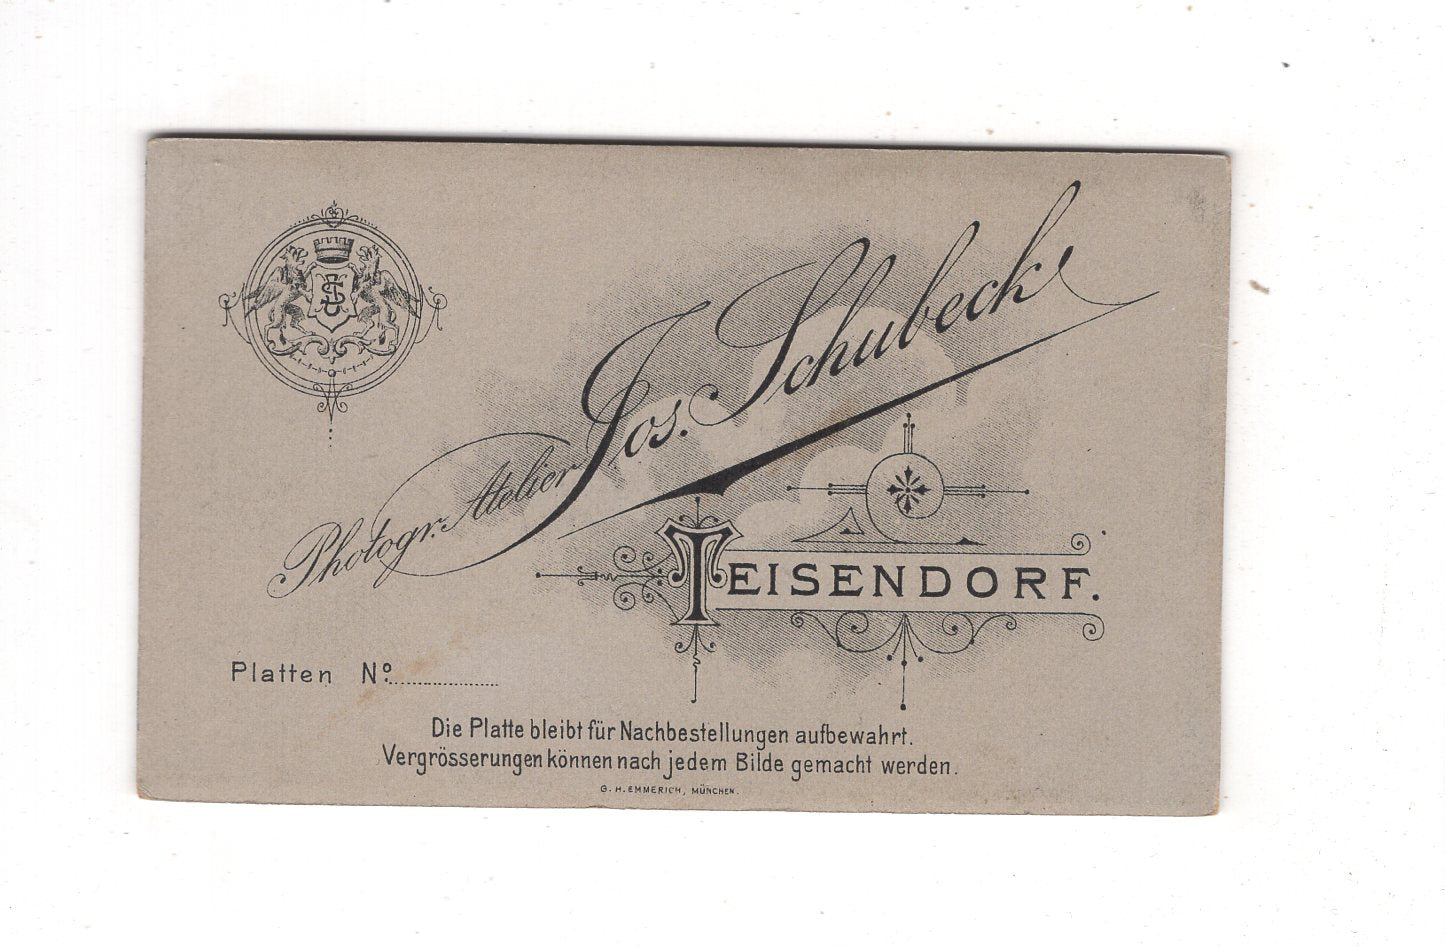 JS
Photogr. Atelier Jos. Schubeck
TEISENDORF.
Platten Nº.
Die Platte bleibt für Nachbestellungen aufbewahrt.
Vergrösserungen können nach jedem Bilde gemacht werden.
G. H. EMMERICH, MÜNCHEN.